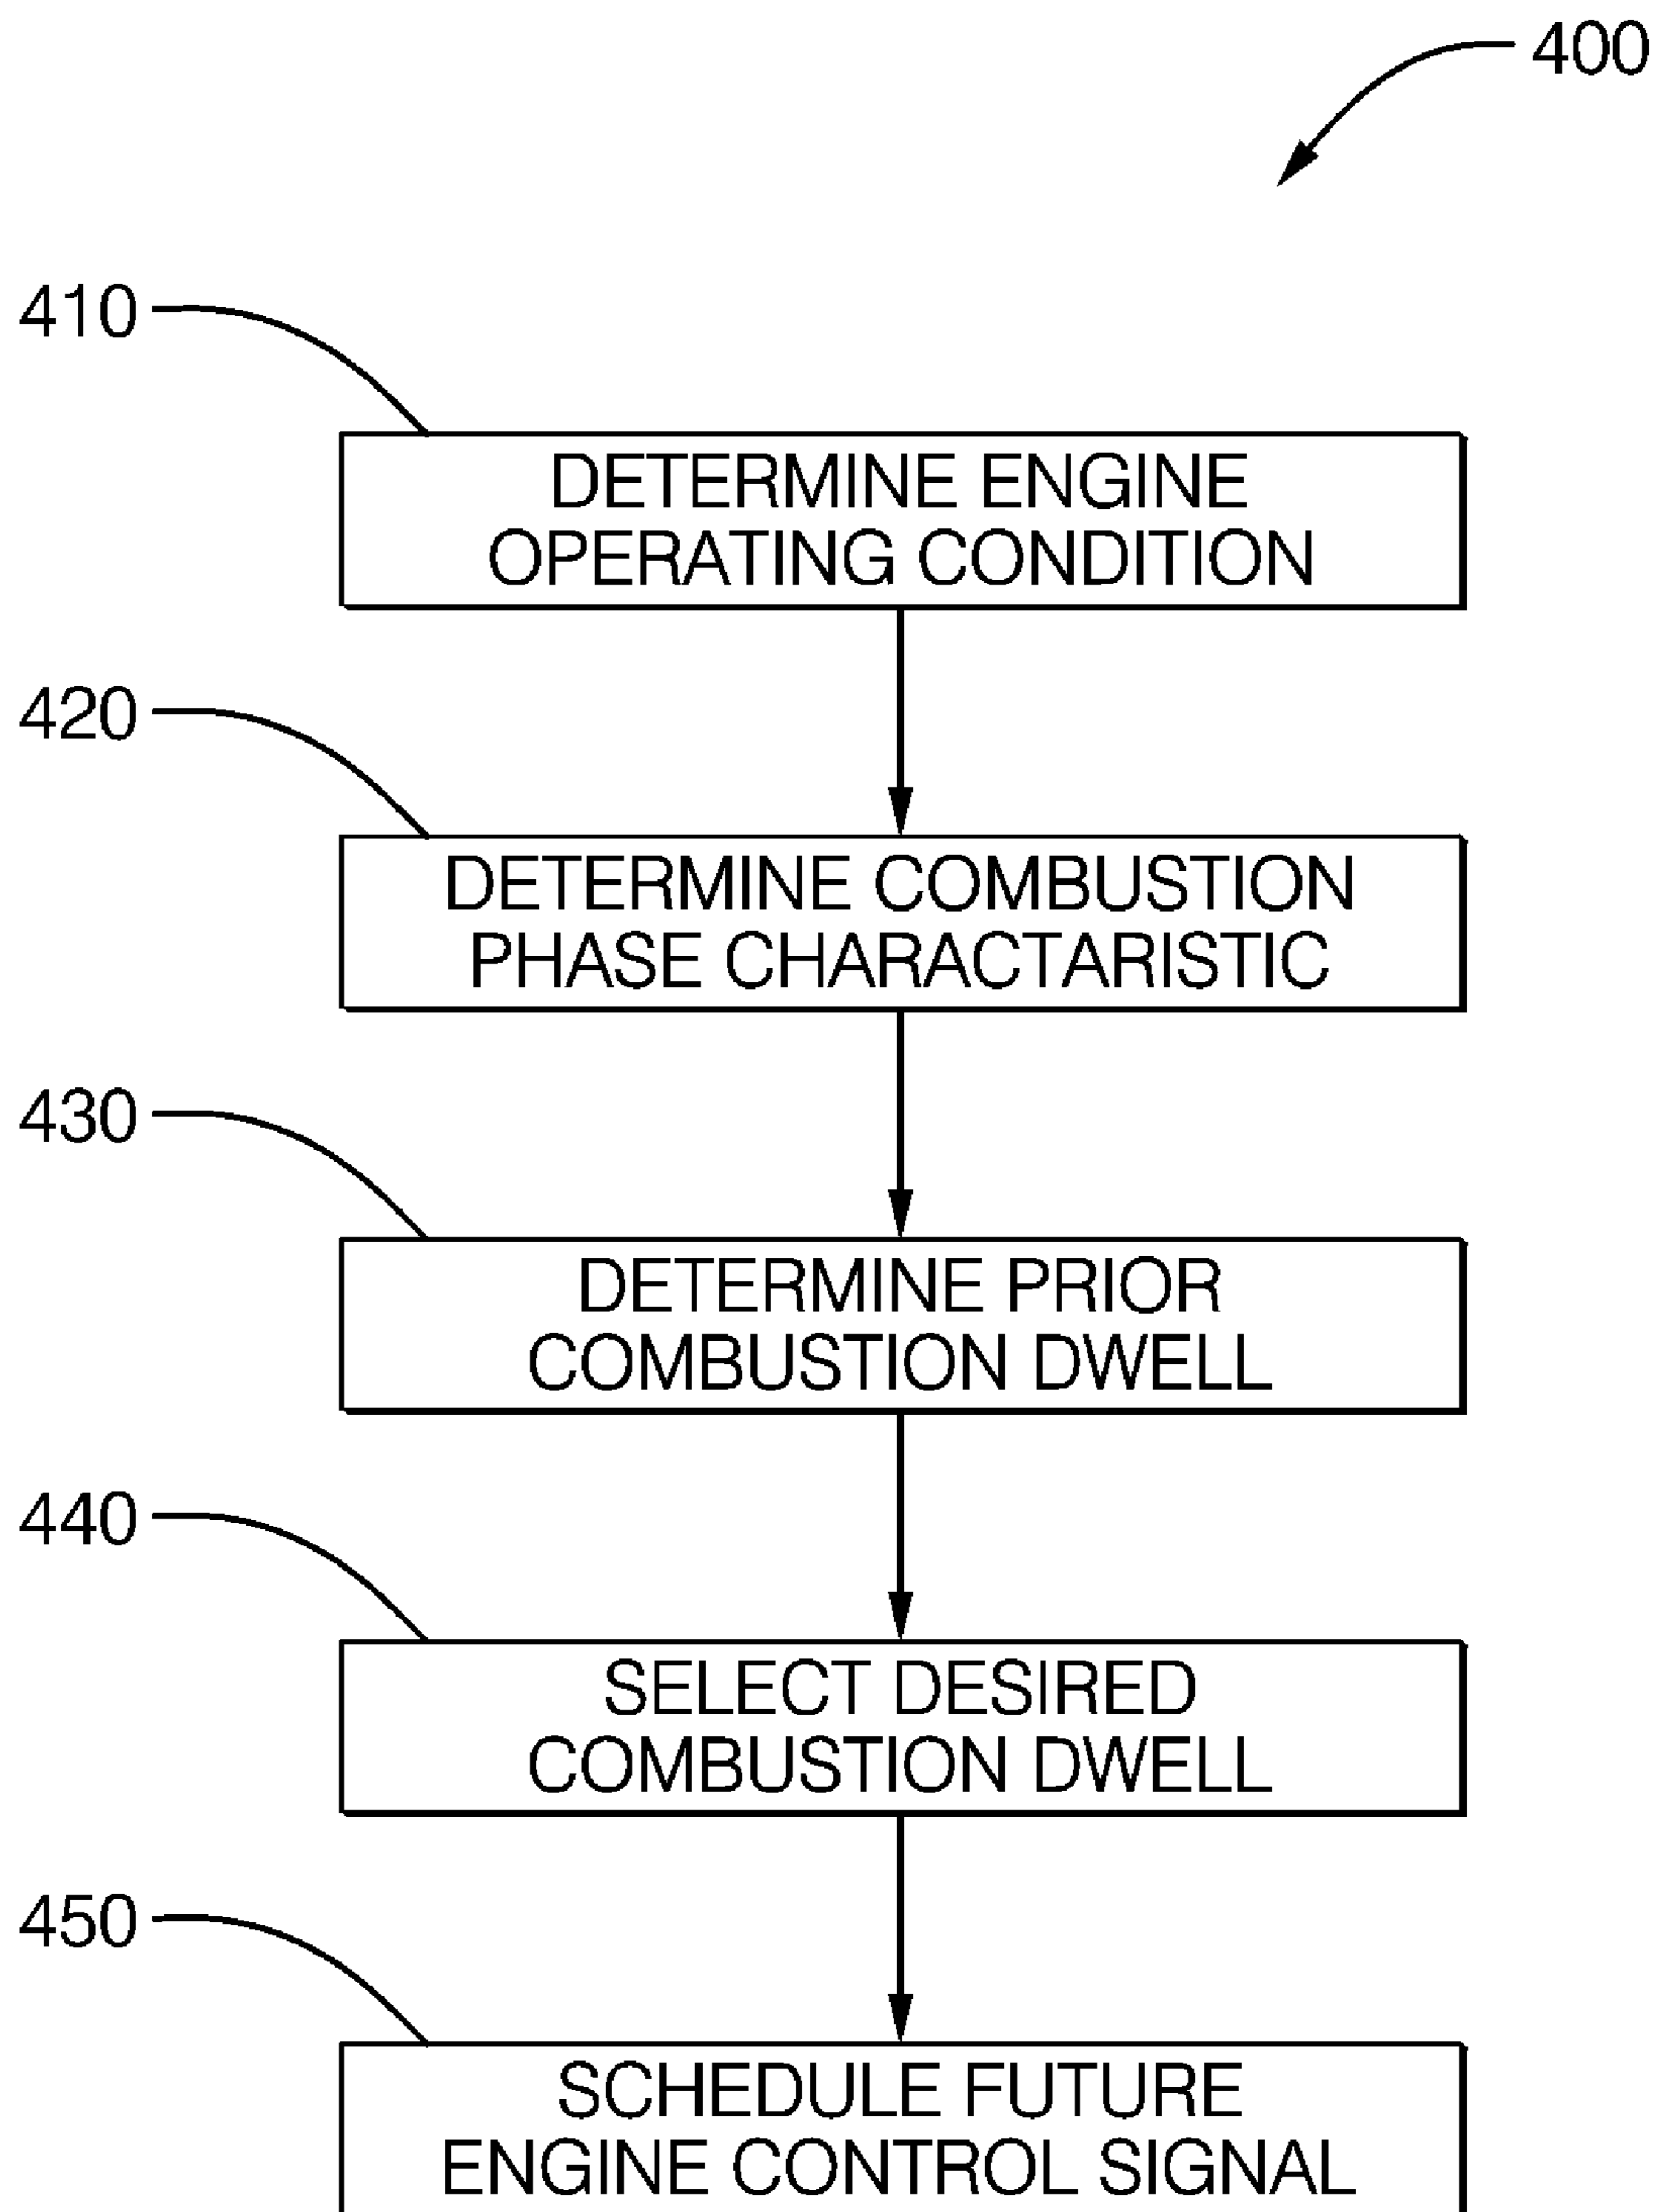 400
410
DETERMINE ENGINE
OPERATING CONDITION
420
DETERMINE COMBUSTION
PHASE CHARACTARISTIC
430
DETERMINE PRIOR
COMBUSTION DWELL
440
SELECT DESIRED
COMBUSTION DWELL
450
SCHEDULE FUTURE
ENGINE CONTROL SIGNAL